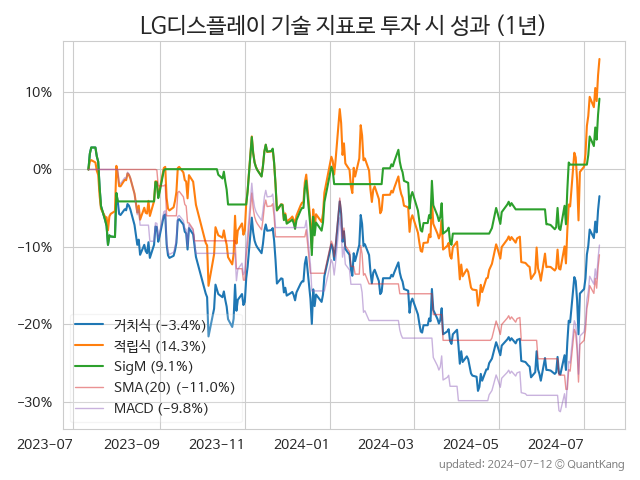 LG디스플레이 기술 지표로 투자 시 성과 (1년)
10%
0%
−10%
−20%
−30%
거치식 (−3.4%)
적립식 (14.3%)
SigM (9.1%)
SMA(20) (−11.0%)
MACD (−9.8%)
2023-07 2023-09 2023-11 2024-01 2024-03 2024-05 2024-07
updated: 2024-07-12 © QuantKang